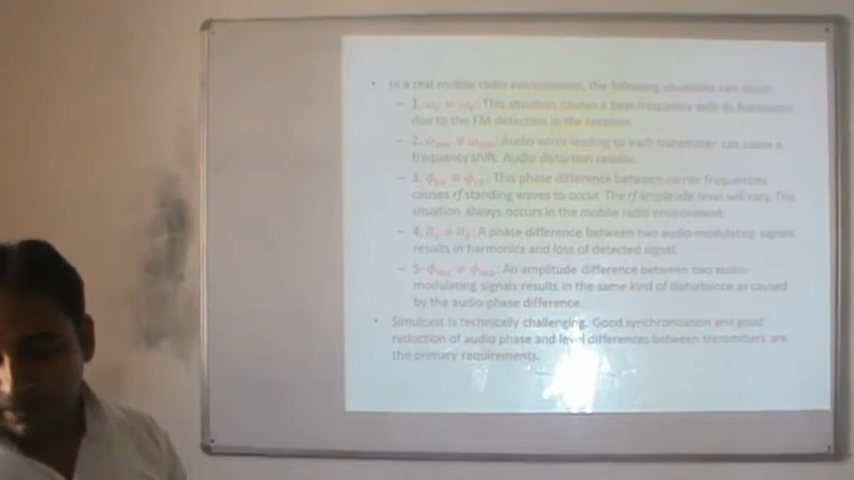 • In a real mobile radio environment, the following situations can occur
– 1. This situation causes a beat frequency with its harmonics
due to the FM detection in the receiver.
– 2. Audio wires leading to each transmitter can cause a
frequency shift. Audio distortion results.
– 3. This phase difference between carrier frequencies
causes rf standing waves to occur. The rf amplitude level will vary. This
situation always occurs in the mobile radio environment.
– 4. A phase difference between two audio-modulating signals
results in harmonics and loss of detected signal.
– 5. An amplitude difference between two audio-
modulating signals results in the same kind of disturbance as caused
by the audio phase difference.
• Simulcast is technically challenging. Good synchronization and good
reduction of audio phase and level differences between transmitters are
the primary requirements.